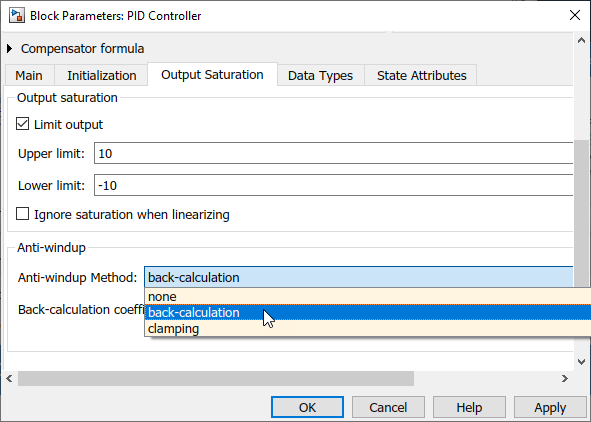 Block Parameters: PID Controller
Compensator formula
Main Initialization Output Saturation Data Types State Attributes
Output saturation
Limit output
Upper limit: 10
Lower limit: -10
Ignore saturation when linearizing
Anti-windup
Anti-windup Method: back-calculation
none
Back-calculation back-calculation
clamping
OK Cancel Help Apply